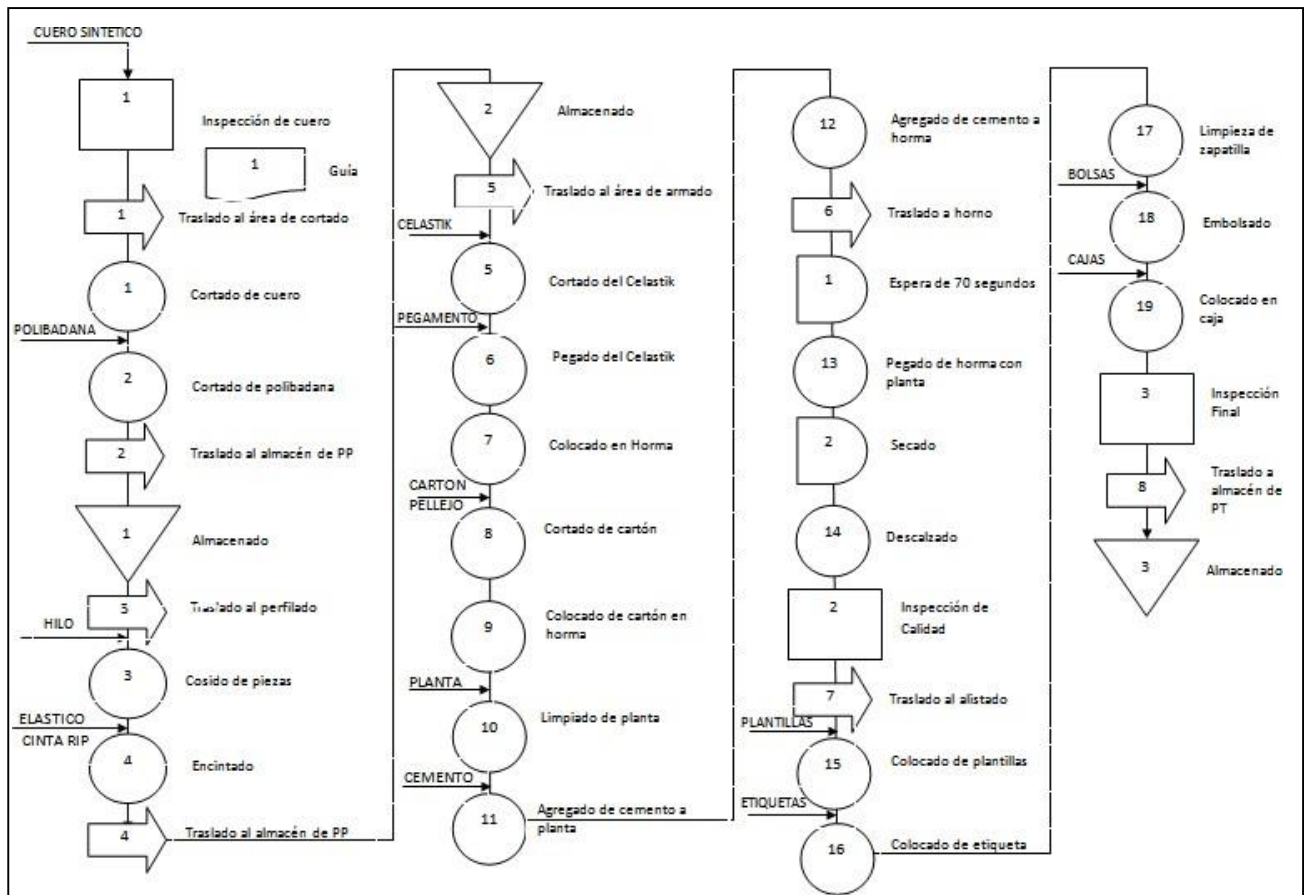 CUERO SINTETICO
1
Inspección de cuero
1
Guía
1
Traslado al área de cortado
1
Cortado de cuero
POLIBADANA
2
Cortado de polibadana
2
Traslado al almacén de PP
1
Almacenado
3
Traslado al perfilado
HILO
3
Cosido de piezas
ELASTICO
CINTA RIP
4
Encintado
4
Traslado al almacén de PP
2
Almacenado
5
Traslado al área de armado
CELASTIK
5
Cortado del Celastik
PEGAMENTO
6
Pegado del Celastik
7
Colocado en Horma
CARTON
PELLEJO
8
Cortado de cartón
9
Colocado de cartón en
horma
PLANTA
10
Limpiado de planta
CEMENTO
11
Agregado de cemento a
planta
12
Agregado de cemento a
horma
6
Traslado a horno
1
Espera de 70 segundos
13
Pegado de horma con
planta
2
Secado
14
Descalzado
2
Inspección de
Calidad
7
Traslado al alistado
PLANTILLAS
15
Colocado de plantillas
ETIQUETAS
16
Colocado de etiqueta
17
Limpieza de
zapatilla
BOLSAS
18
Embolsado
CAJAS
19
Colocado en
caja
3
Inspección
Final
8
Traslado a
almacén de
PT
3
Almacenado